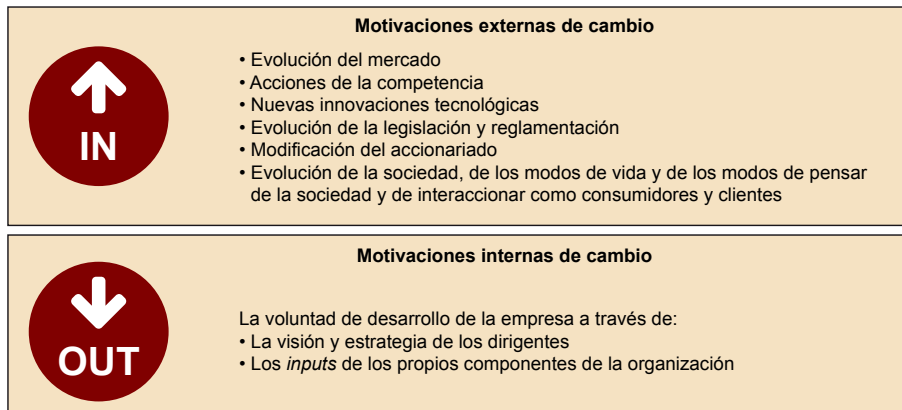 Motivaciones externas de cambio
• Evolución del mercado
• Acciones de la competencia
• Nuevas innovaciones tecnológicas
• Evolución de la legislación y reglamentación
• Modificación del accionariado
• Evolución de la sociedad, de los modos de vida y de los modos de pensar
de la sociedad y de interaccionar como consumidores y clientes
IN
Motivaciones internas de cambio
La voluntad de desarrollo de la empresa a través de:
• La visión y estrategia de los dirigentes
• Los inputs de los propios componentes de la organización
OUT